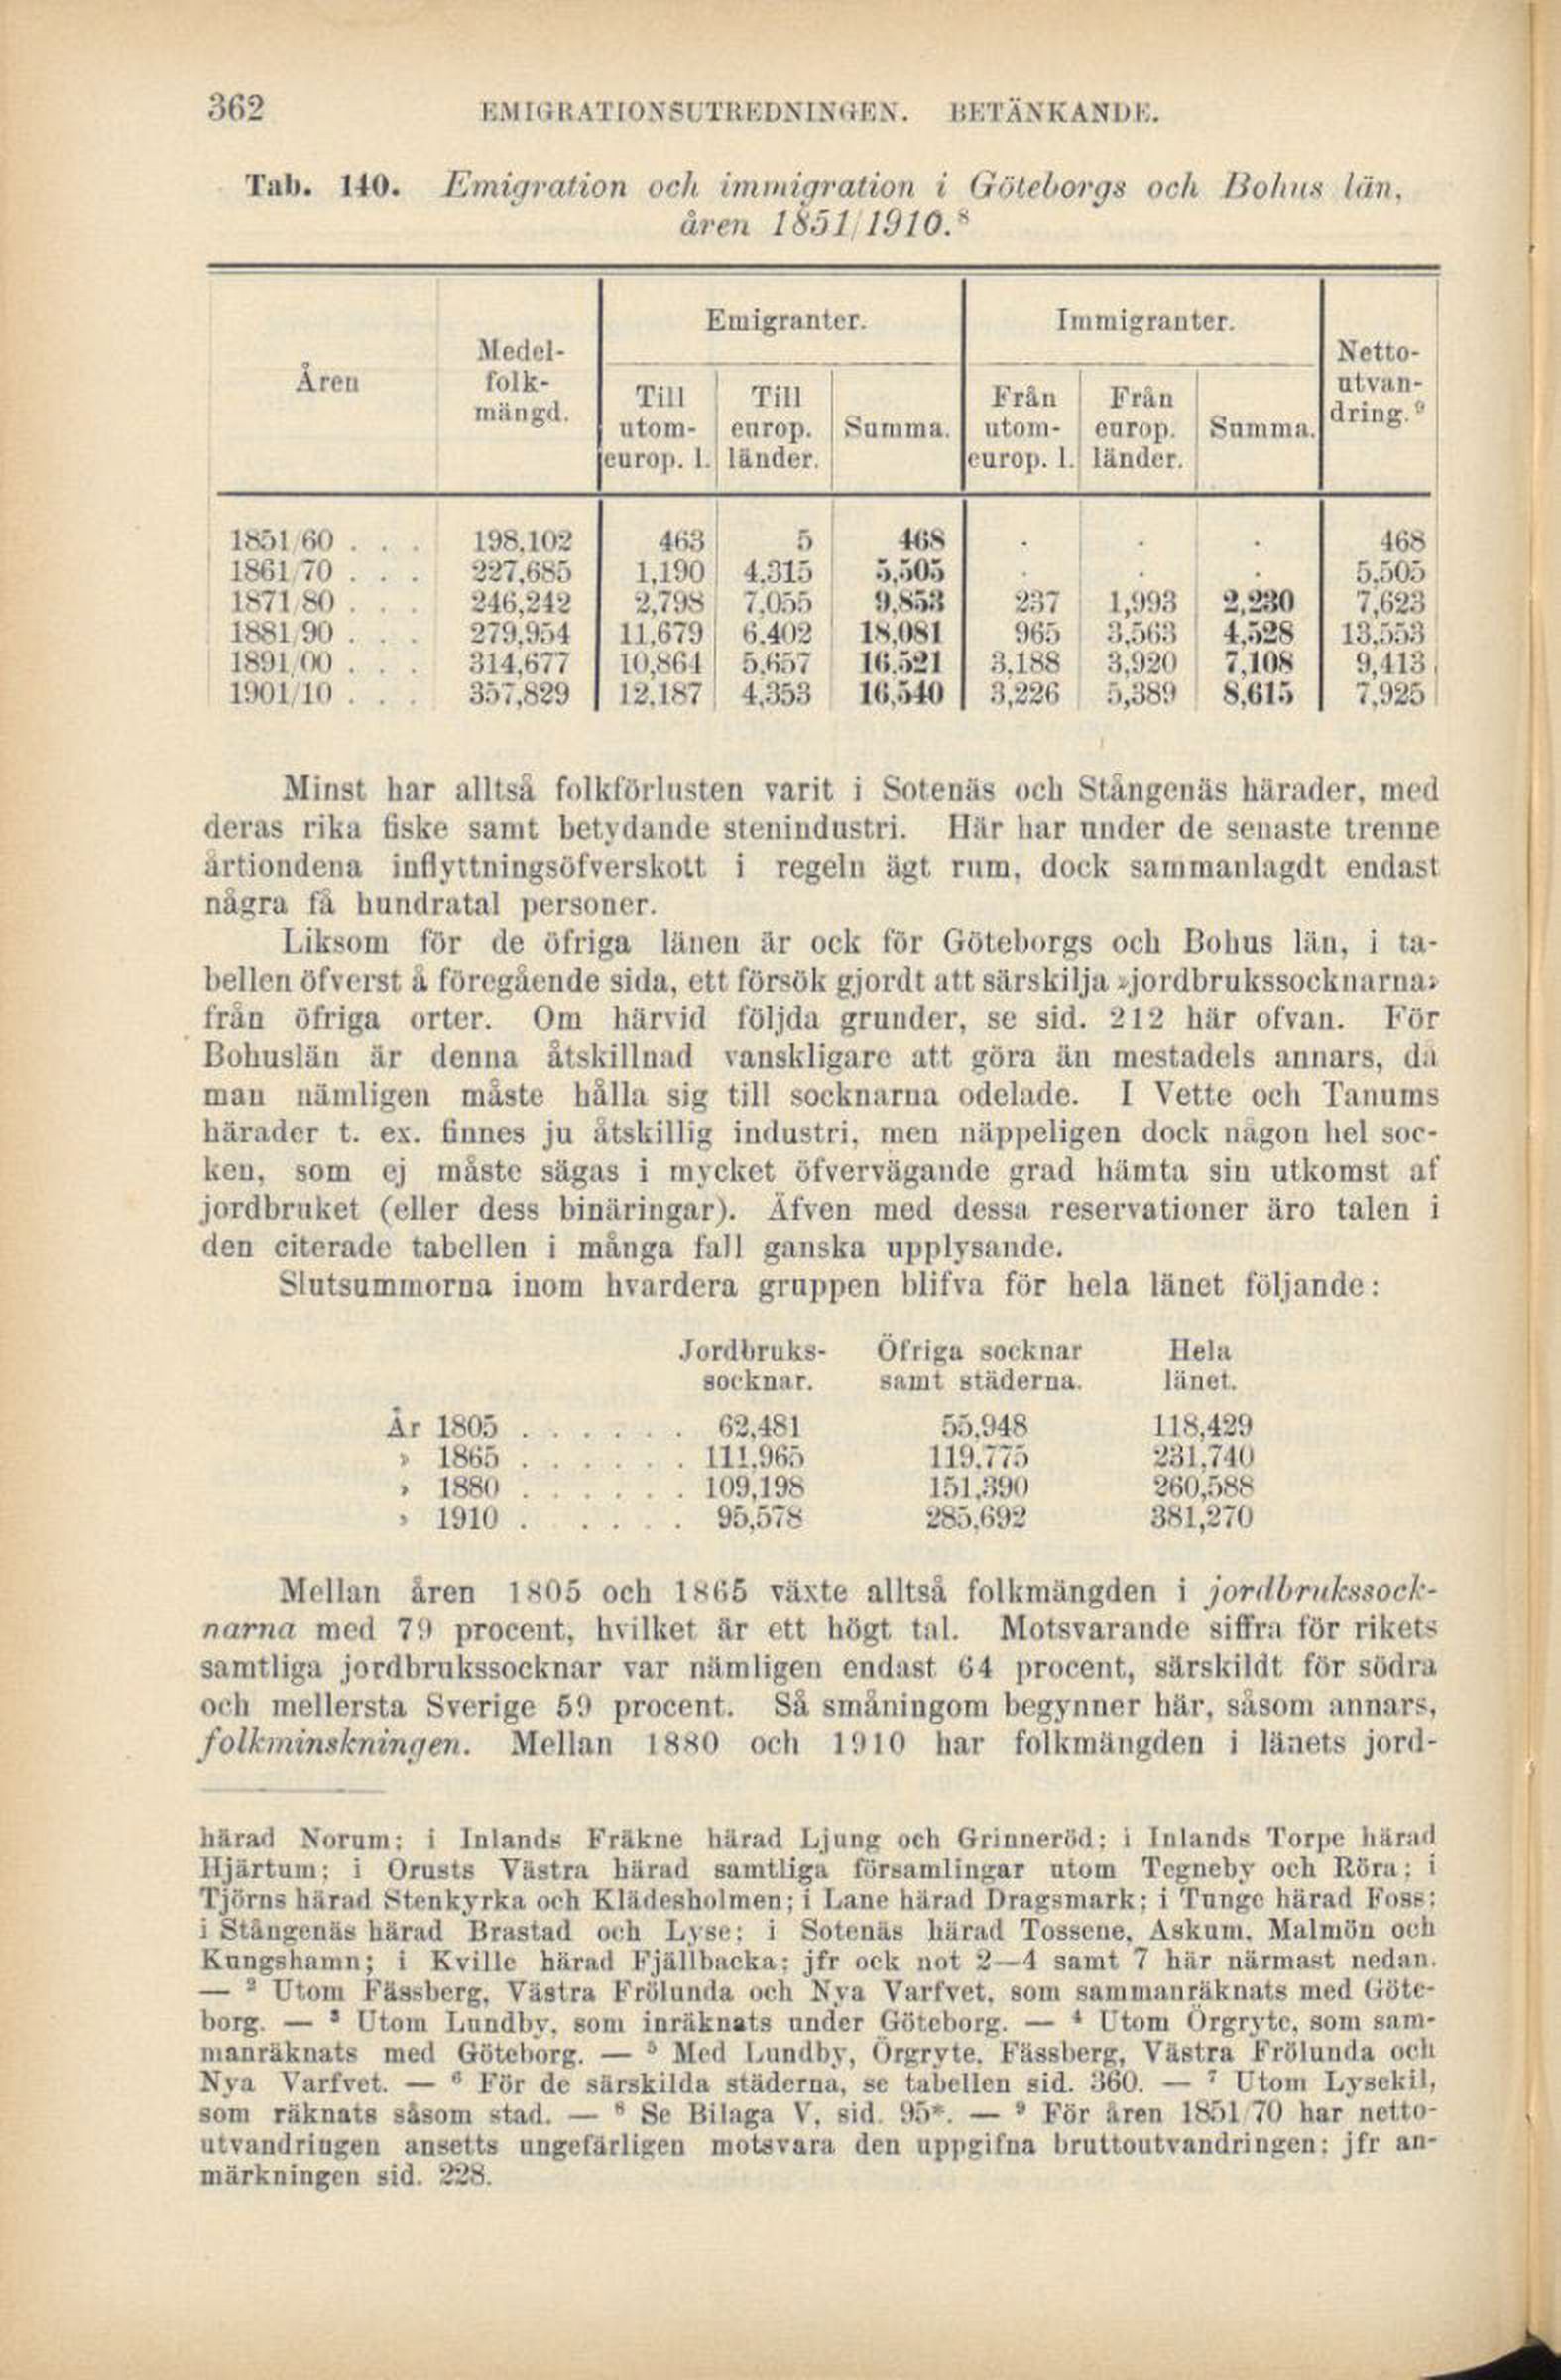 362 EMIGRATIONSUTREDNINGEN. BETÄNKANDE.
Tab. 140. Emigration och immigration i Göteborgs och Bohus län,
åren 1851/1910.⁸
Åren
Medel-
folk-
mängd.
Emigranter.
Till
utom-
europ. l.
Till
europ.
länder.
Summa.
Immigranter.
Från
utom-
europ. l.
Från
europ.
länder.
Summa.
Netto-
utvan-
dring.⁹
1851/60 . . . 198,102 463 5 468 . . . 468
1861/70 . . . 227,685 1,190 4,315 5,505 . . . 5,505
1871/80 . . . 246,242 2,798 7,055 9,853 237 1,993 2,230 7,623
1881/90 . . . 279,954 11,679 6,402 18,081 965 3,563 4,528 13,553
1891/00 . . . 314,677 10,864 5,657 16,521 3,188 3,920 7,108 9,413
1901/10 . . . 357,829 12,187 4,353 16,540 3,226 5,389 8,615 7,925
Minst har alltså folkförlusten varit i Sotenäs och Stångenäs härader, med
deras rika fiske samt betydande stenindustri. Här har under de senaste trenne
årtiondena inflyttningsöfverskott i regeln ägt rum, dock sammanlagdt endast
några få hundratal personer.
Liksom för de öfriga länen är ock för Göteborgs och Bohus län, i ta-
bellen öfverst å föregående sida, ett försök gjordt att särskilja »jordbrukssocknarna»
från öfriga orter. Om härvid följda grunder, se sid. 212 här ofvan. För
Bohuslän är denna åtskillnad vanskligare att göra än mestadels annars, då
man nämligen måste hålla sig till socknarna odelade. I Vette och Tanums
härader t. ex. finnes ju åtskillig industri, men näppeligen dock någon hel soc-
ken, som ej måste sägas i mycket öfvervägande grad hämta sin utkomst af
jordbruket (eller dess binäringar). Äfven med dessa reservationer äro talen i
den citerade tabellen i många fall ganska upplysande.
Slutsummorna inom hvardera gruppen blifva för hela länet följande:
Jordbruks- Öfriga socknar Hela
socknar. samt städerna. länet.
År 1805 . . . . . . 62,481 55,948 118,429
» 1865 . . . . . . 111,965 119,775 231,740
» 1880 . . . . . . 109,198 151,390 260,588
» 1910 . . . . . 95,578 285,692 381,270
Mellan åren 1805 och 1865 växte alltså folkmängden i jordbrukssock-
narna med 79 procent, hvilket är ett högt tal. Motsvarande siffra för rikets
samtliga jordbrukssocknar var nämligen endast 64 procent, särskildt för södra
och mellersta Sverige 59 procent. Så småningom begynner här, såsom annars,
folkminskningen. Mellan 1880 och 1910 har folkmängden i länets jord-
härad Norum; i Inlands Fräkne härad Ljung och Grinneröd; i Inlands Torpe härad
Hjärtum; i Orusts Västra härad samtliga församlingar utom Tegneby och Röra; i
Tjörns härad Stenkyrka och Klädesholmen; i Lane härad Dragsmark; i Tunge härad Foss;
i Stångenäs härad Brastad och Lyse; i Sotenäs härad Tossene, Askum, Malmön och
Kungshamn; i Kville härad Fjällbacka; jfr ock not 2—4 samt 7 här närmast nedan.
— ² Utom Fässberg, Västra Frölunda och Nya Varfvet, som sammanräknats med Göte-
borg. — ³ Utom Lundby, som inräknats under Göteborg. — ⁴ Utom Örgryte, som sam-
manräknats med Göteborg. — ⁵ Med Lundby, Örgryte, Fässberg, Västra Frölunda och
Nya Varfvet. — ⁶ För de särskilda städerna, se tabellen sid. 360. — ⁷ Utom Lysekil,
som räknats såsom stad. — ⁸ Se Bilaga V, sid. 95*. — ⁹ För åren 1851/70 har netto-
utvandringen ansetts ungefärligen motsvara den uppgifna bruttoutvandringen; jfr an-
märkningen sid. 228.